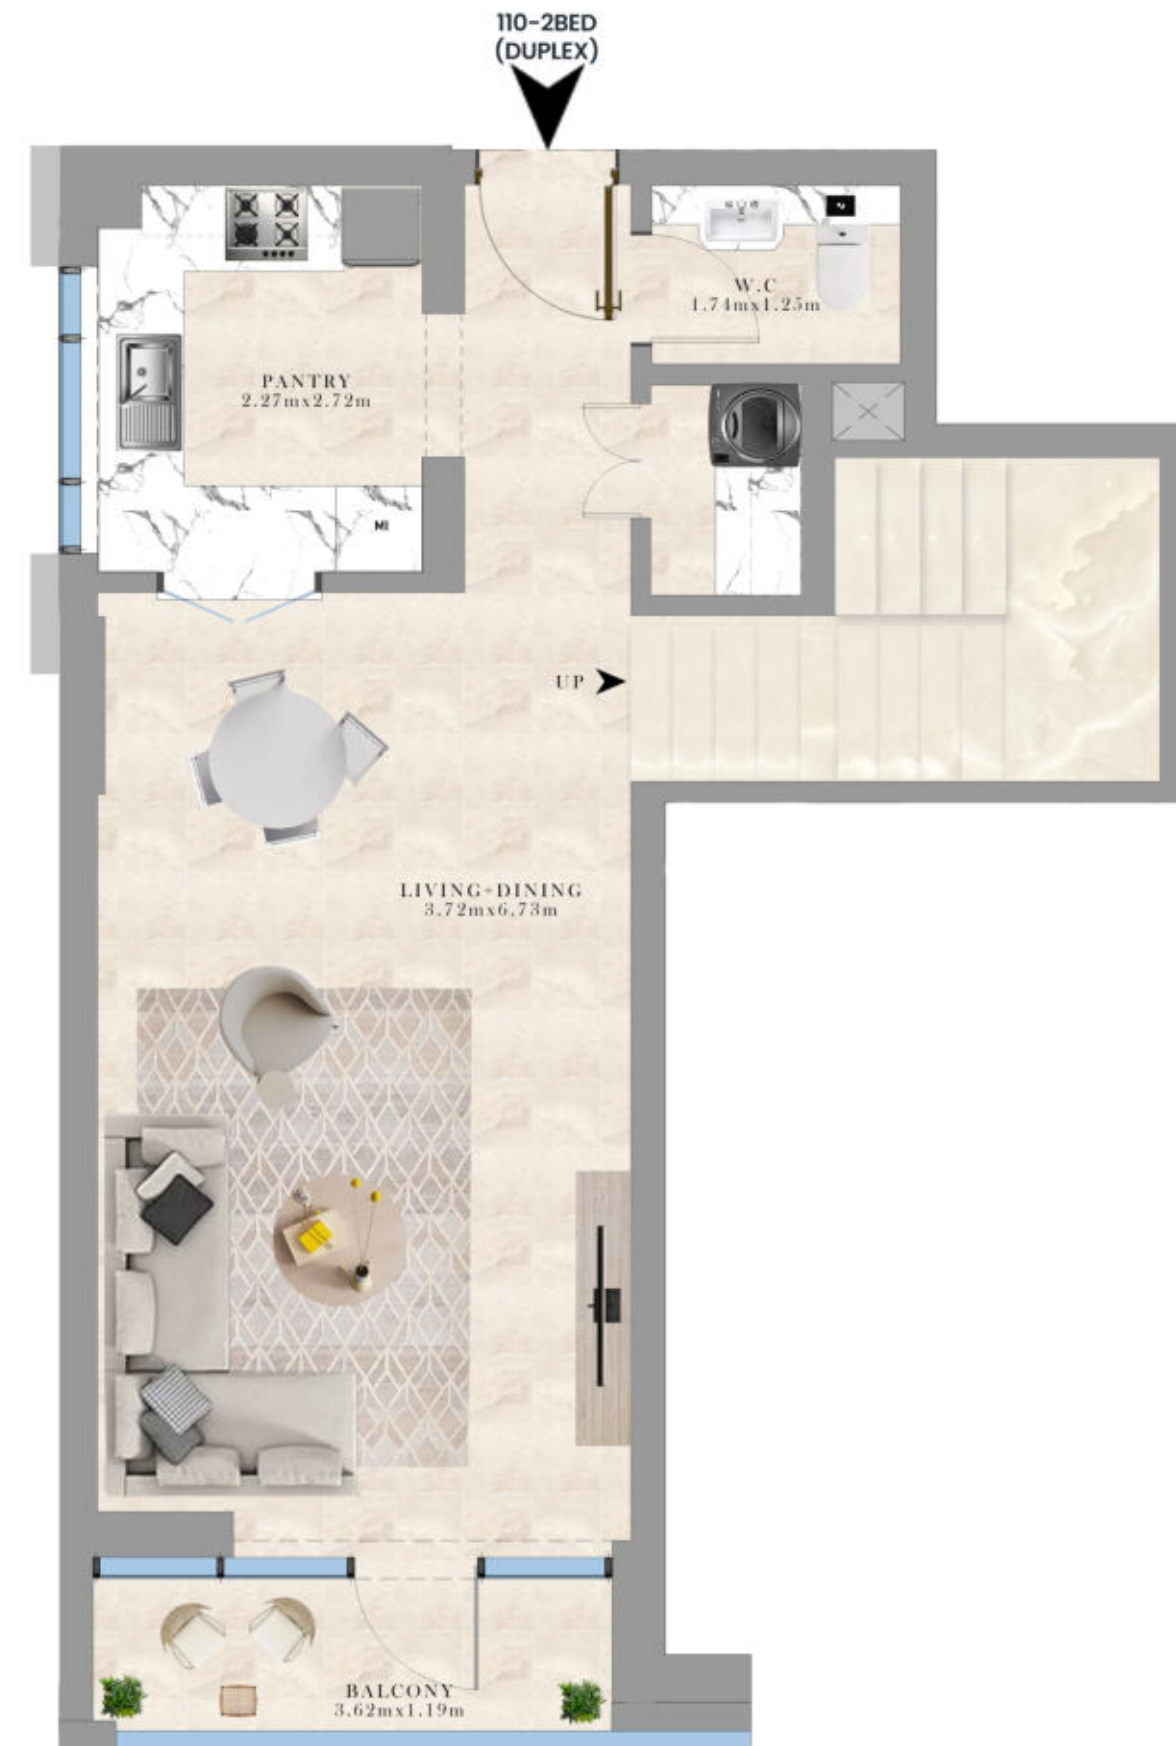 110-2BED
(DUPLEX)
W.C
1.74mx1.25m
PANTRY
2.27mx2.72m
MI
UP
LIVING+DINING
3.72mx6.73m
BALCONY
3.62mx1.19m